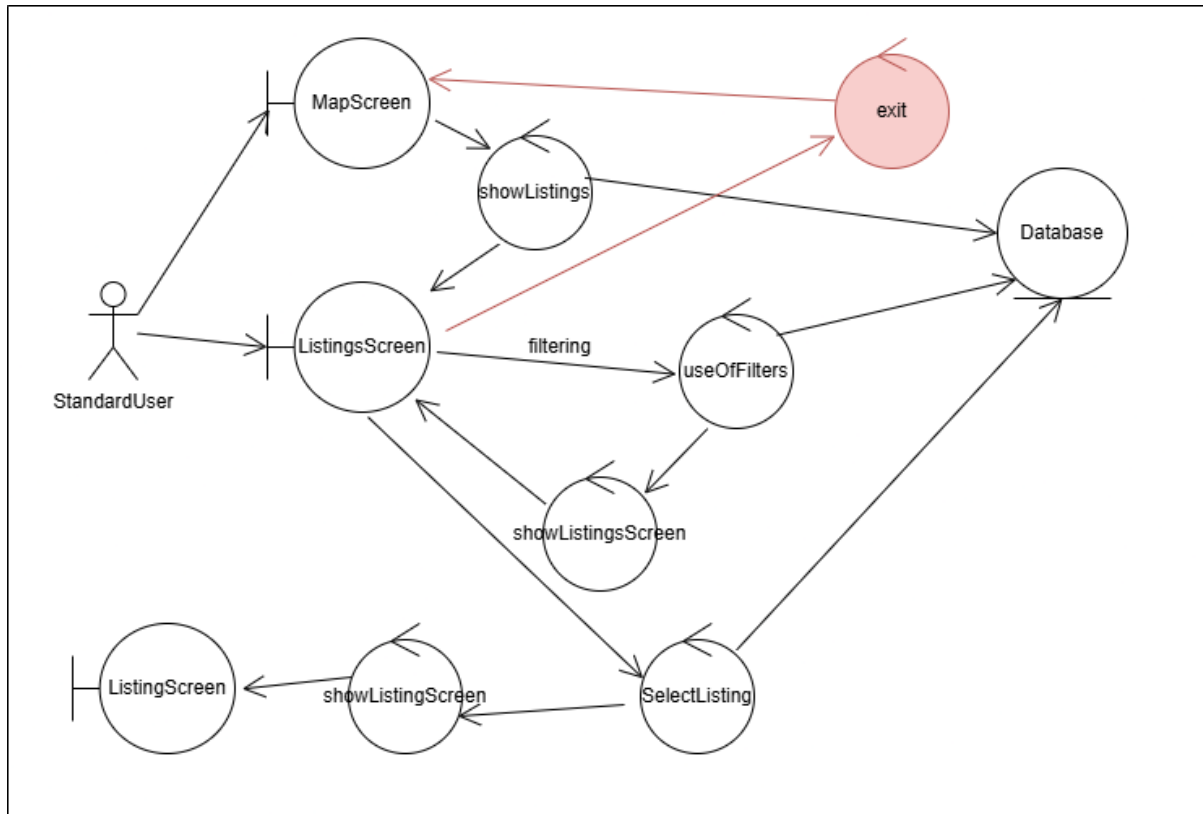 MapScreen
exit
showListings
Database
ListingsScreen
filtering
useOfFilters
StandardUser
showListingsScreen
ListingScreen
showListingScreen
SelectListing